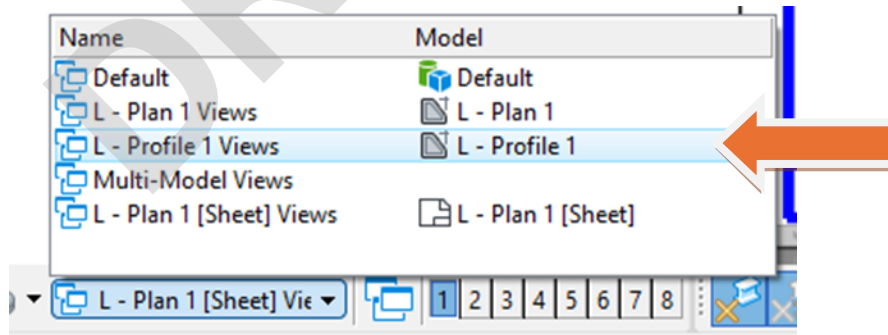 Name Model
Default Default
L - Plan 1 Views L - Plan 1
L - Profile 1 Views L - Profile 1
Multi-Model Views
L - Plan 1 [Sheet] Views L - Plan 1 [Sheet]
L - Plan 1 [Sheet] Vie 1 2 3 4 5 6 7 8